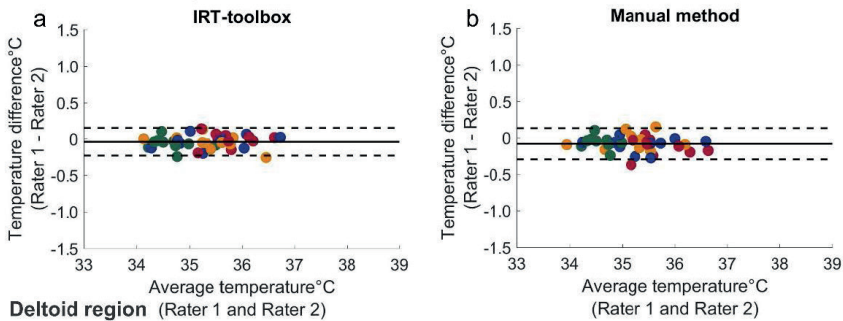 a
IRT-toolbox
Temperature difference°C
(Rater 1 - Rater 2)
1.5
1.0
0.5
0
-0.5
-1.0
-1.5
33 34 35 36 37 38 39
Average temperature°C
(Rater 1 and Rater 2)
Deltoid region
b
Manual method
Temperature difference°C
(Rater 1 - Rater 2)
1.5
1.0
0.5
0
-0.5
-1.0
-1.5
33 34 35 36 37 38 39
Average temperature°C
(Rater 1 and Rater 2)